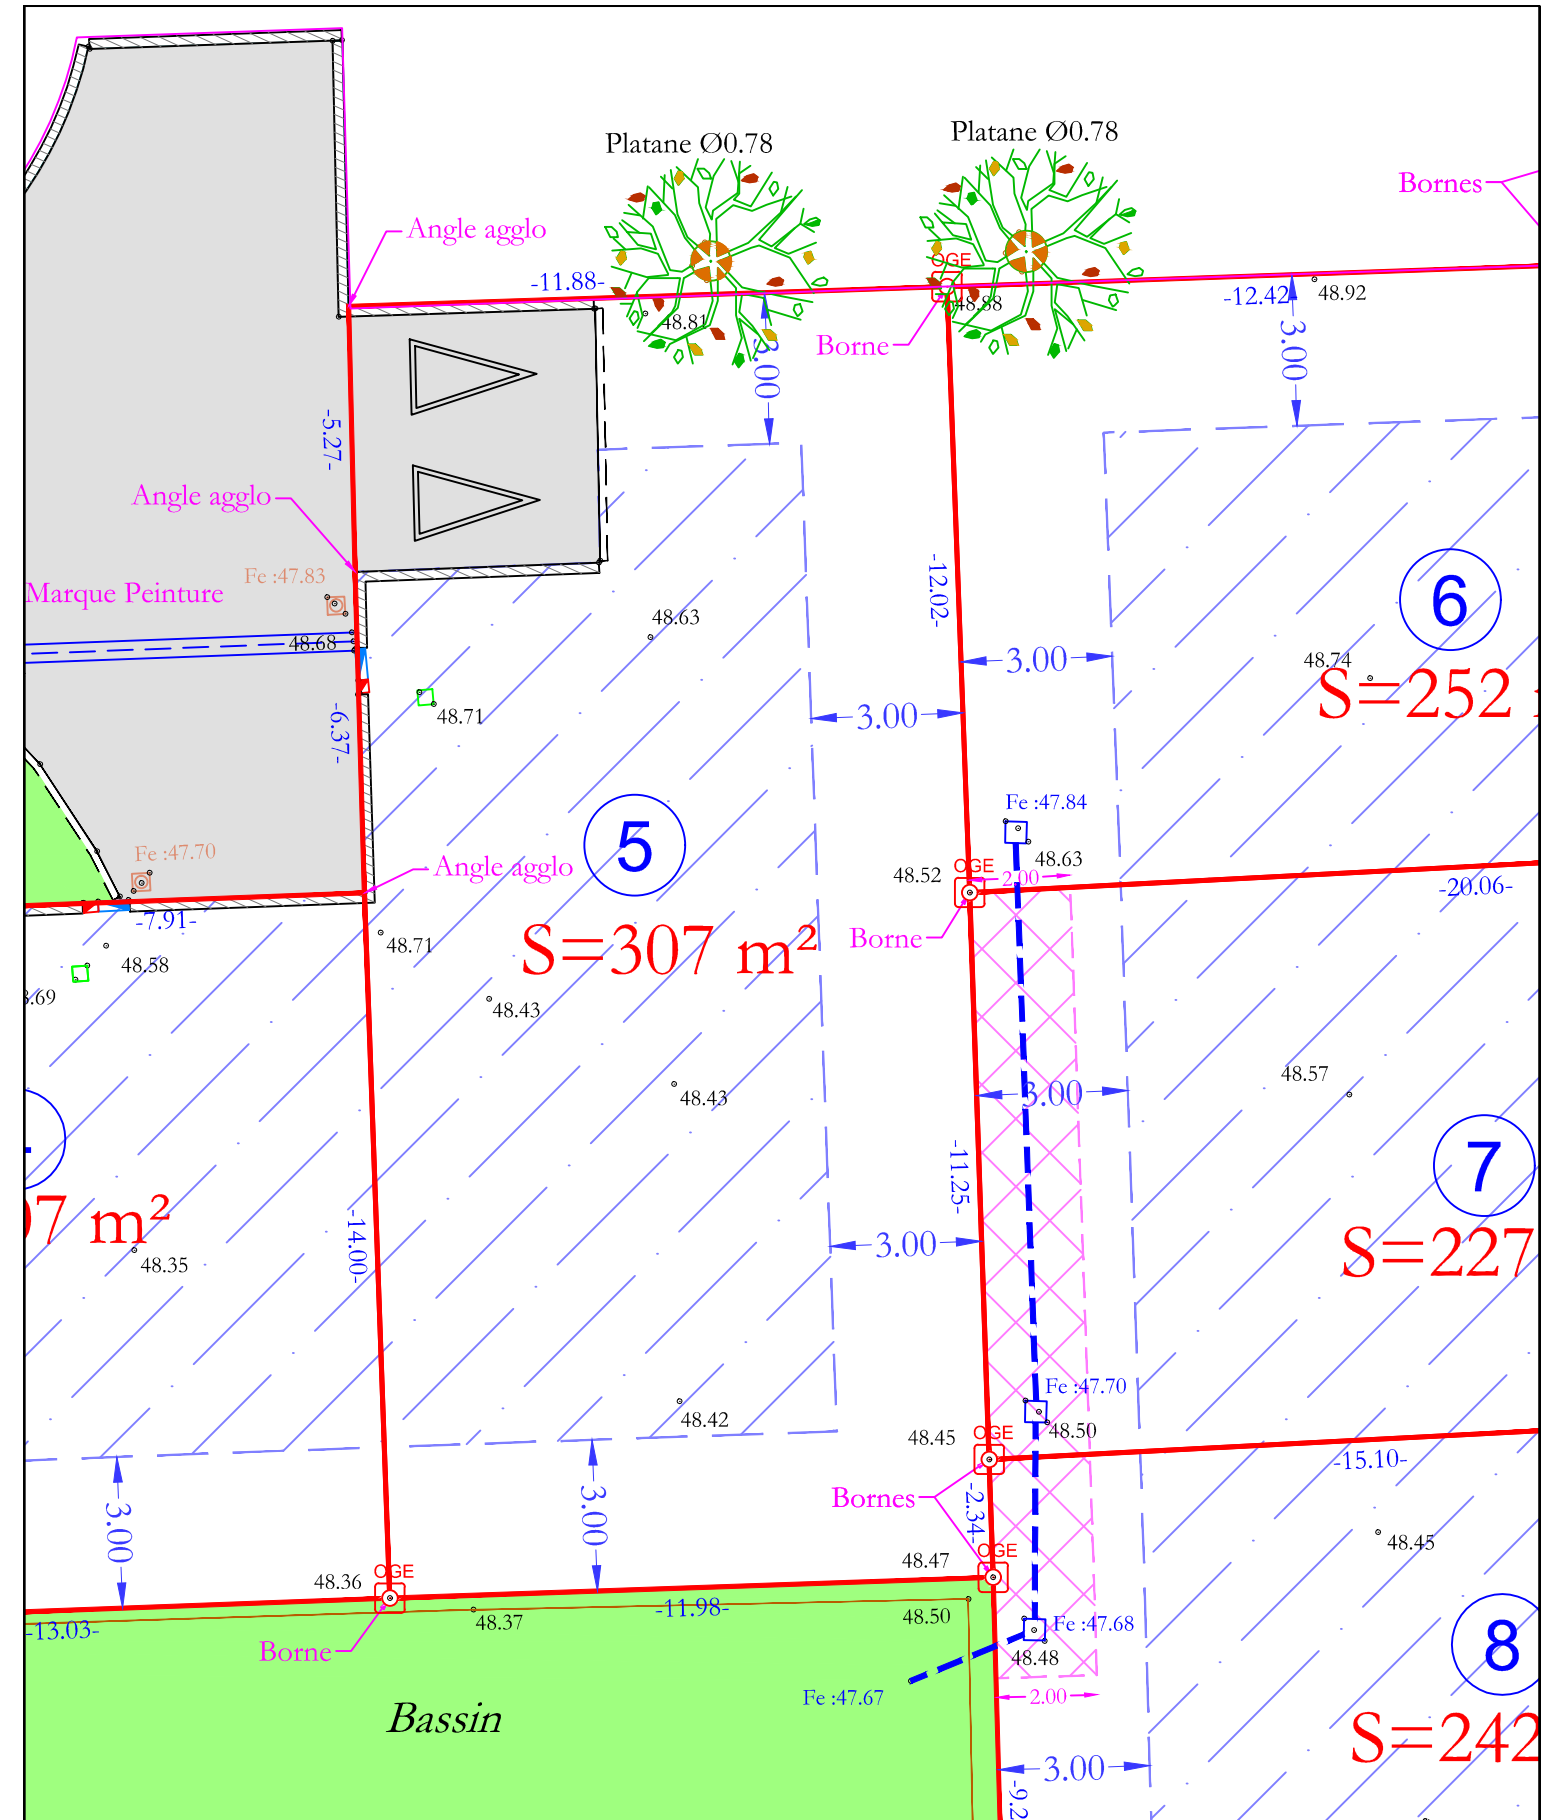 Platane Ø0.78
Platane Ø0.78
Bornes
Angle agglo
OGE
-11.88-
-12.42-
48.92
48.88
48.81
Borne
3.00
3.00
-5.27-
Angle agglo
-12.02-
Fe :47.83
Marque Peinture
6
48.63
48.68
3.00
48.74
S=252
-6.37-
48.71
3.00
Fe :47.84
5
Fe :47.70
Angle agglo
48.63
OGE
48.52
2.00
-20.06-
-7.91-
Borne
48.71
S=307 m²
48.58
48.43
48.57
48.43
3.00
-11.25-
7
7 m²
-14.00-
3.00
S=227
48.35
Fe :47.70
48.42
48.50
OGE
48.45
-15.10-
Bornes
-2.34-
3.00
3.00
48.45
OGE
48.47
OGE
48.36
-11.98-
48.37
48.50
Fe :47.68
-13.03-
Borne
48.48
8
Fe :47.67
2.00
Bassin
S=242
3.00
-9.2